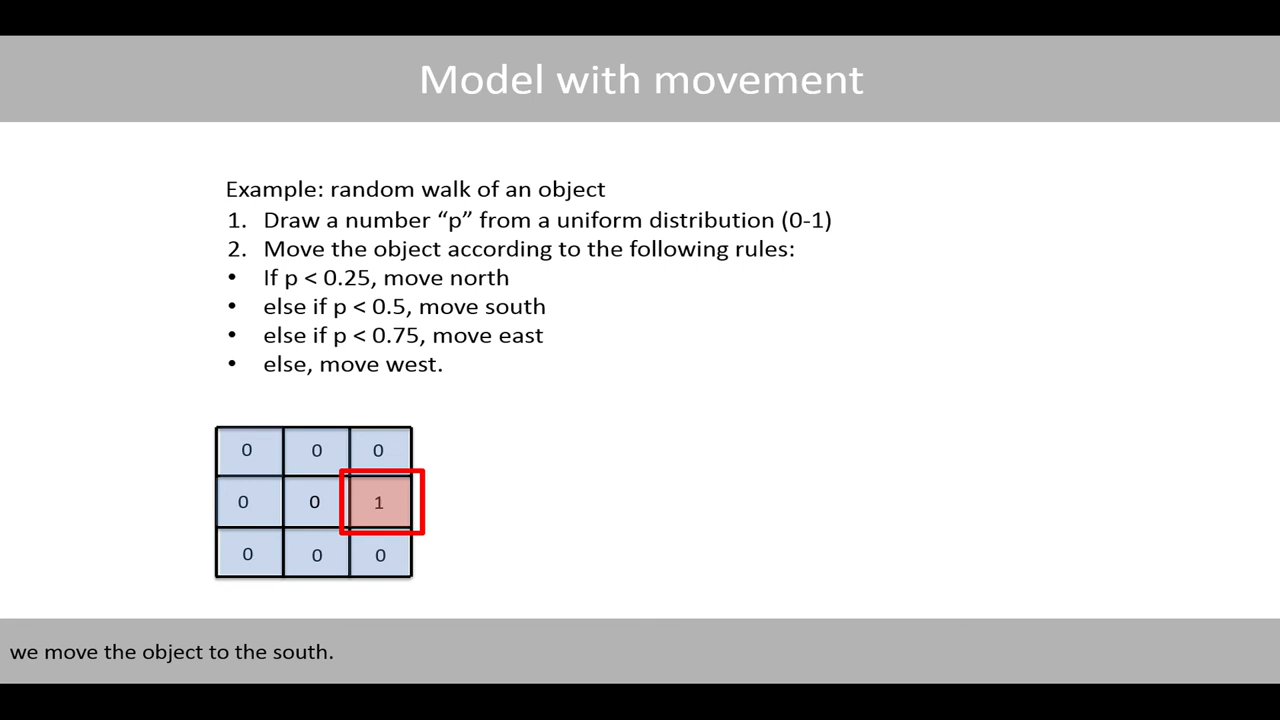 Model with movement
Example: random walk of an object
1. Draw a number “p” from a uniform distribution (0-1)
2. Move the object according to the following rules:
• If p < 0.25, move north
• else if p < 0.5, move south
• else if p < 0.75, move east
• else, move west.
0 0 0
0 0 1
0 0 0
we move the object to the south.